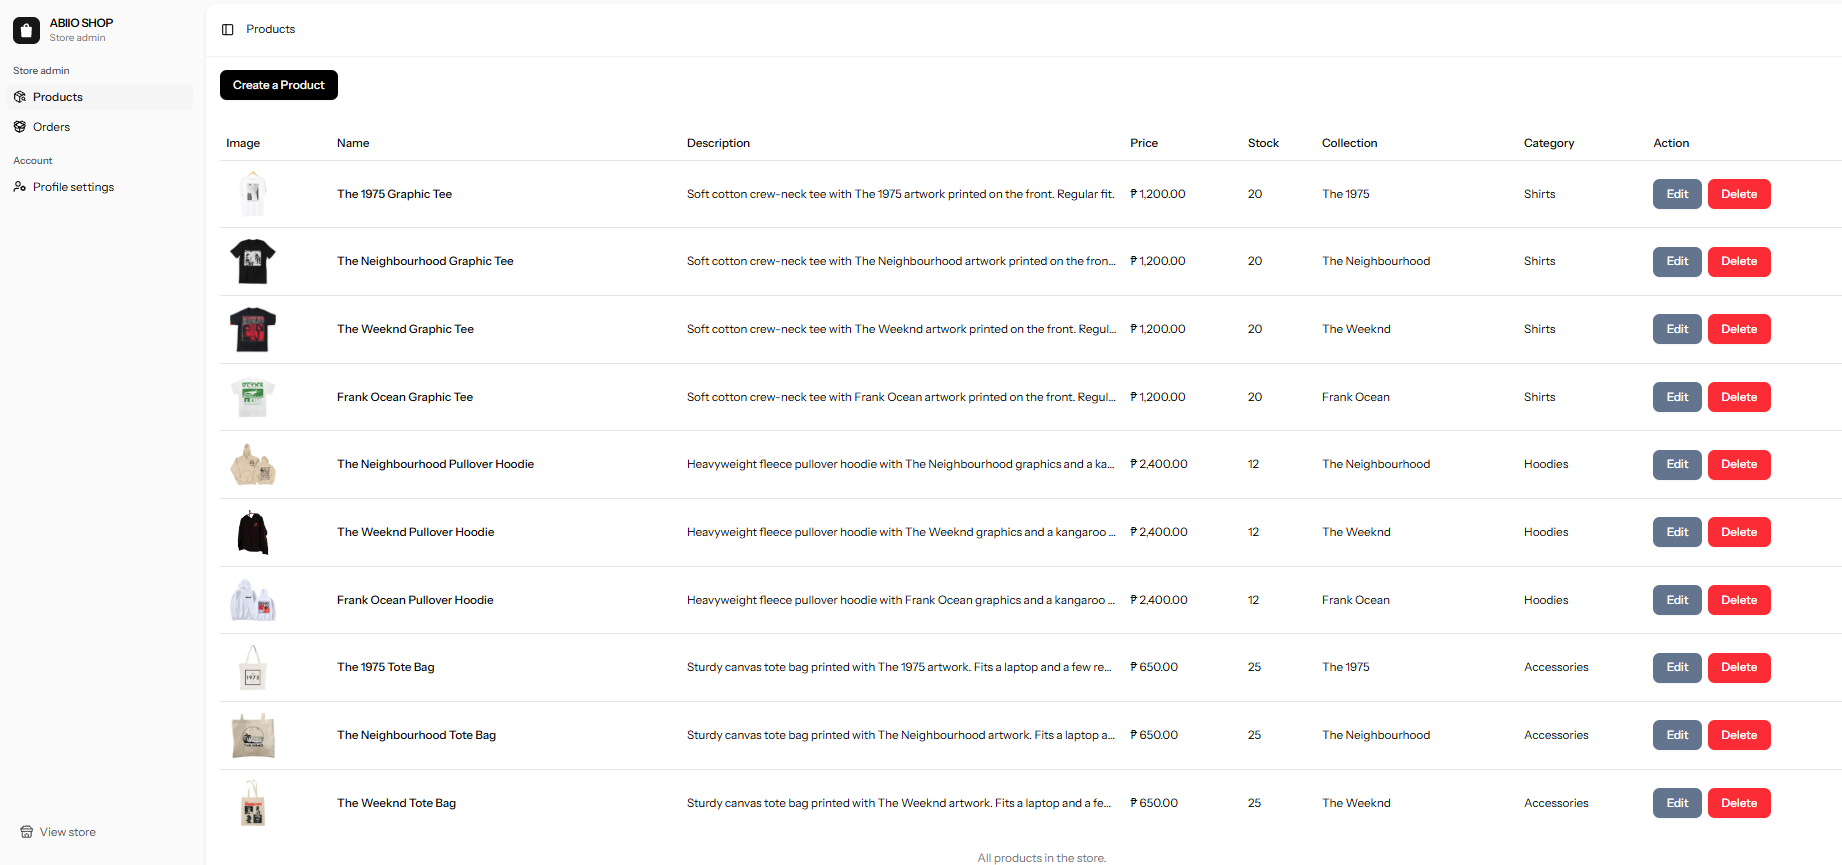 ABIIO SHOP
Store admin
Store admin
Products
Orders
Account
Profile settings
View store
Products
Create a Product
Image Name Description Price Stock Collection Category Action
The 1975 Graphic Tee Soft cotton crew-neck tee with The 1975 artwork printed on the front. Regular fit. ₱ 1,200.00 20 The 1975 Shirts Edit Delete
The Neighbourhood Graphic Tee Soft cotton crew-neck tee with The Neighbourhood artwork printed on the fron... ₱ 1,200.00 20 The Neighbourhood Shirts Edit Delete
The Weeknd Graphic Tee Soft cotton crew-neck tee with The Weeknd artwork printed on the front. Regul... ₱ 1,200.00 20 The Weeknd Shirts Edit Delete
Frank Ocean Graphic Tee Soft cotton crew-neck tee with Frank Ocean artwork printed on the front. Regul... ₱ 1,200.00 20 Frank Ocean Shirts Edit Delete
The Neighbourhood Pullover Hoodie Heavyweight fleece pullover hoodie with The Neighbourhood graphics and a ka... ₱ 2,400.00 12 The Neighbourhood Hoodies Edit Delete
The Weeknd Pullover Hoodie Heavyweight fleece pullover hoodie with The Weeknd graphics and a kangaroo ... ₱ 2,400.00 12 The Weeknd Hoodies Edit Delete
Frank Ocean Pullover Hoodie Heavyweight fleece pullover hoodie with Frank Ocean graphics and a kangaroo ... ₱ 2,400.00 12 Frank Ocean Hoodies Edit Delete
1975
The 1975 Tote Bag Sturdy canvas tote bag printed with The 1975 artwork. Fits a laptop and a few re... ₱ 650.00 25 The 1975 Accessories Edit Delete
The Neighbourhood Tote Bag Sturdy canvas tote bag printed with The Neighbourhood artwork. Fits a laptop a... ₱ 650.00 25 The Neighbourhood Accessories Edit Delete
The Weeknd Tote Bag Sturdy canvas tote bag printed with The Weeknd artwork. Fits a laptop and a fe... ₱ 650.00 25 The Weeknd Accessories Edit Delete
All products in the store.